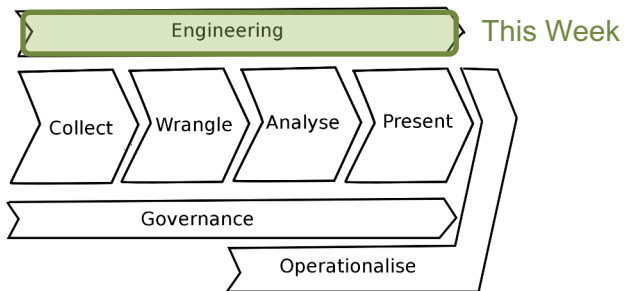 Engineering
This Week
Collect
Wrangle
Analyse
Present
Governance
Operationalise